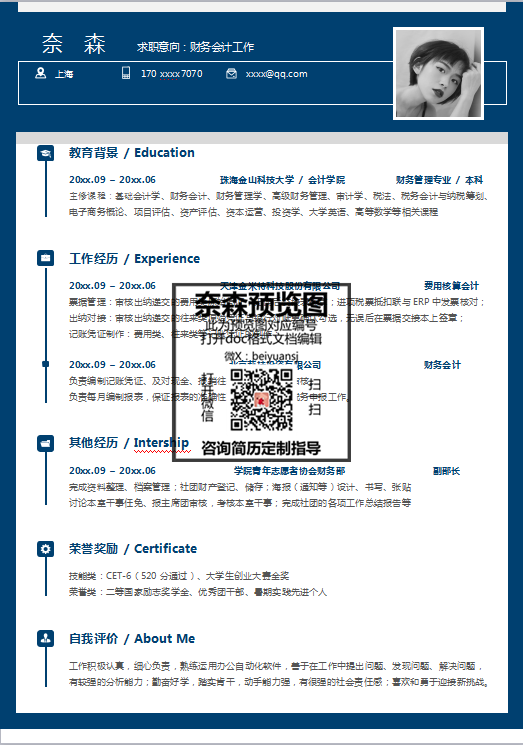 奈 森
求职意向：财务会计工作
上海 170 xxxx7070 xxxx@qq.com
教育背景 / Education
20xx.09 – 20xx.06 珠海金山科技大学 / 会计学院 财务管理专业 / 本科
主修课程：基础会计学、财务会计、财务管理学、高级财务管理、审计学、税法、税务会计与纳税筹划、
电子商务概论、项目评估、资产评估、资本运营、投资学、大学英语、高等数学等相关课程
工作经历 / Experience
20xx.09 – 20xx.06 天津金米特科技股份有限公司 费用核算会计
票据管理：审核出纳递交的费用 进项税票抵扣联与 ERP 中发票核对；
出纳对接：审核出纳递交的往来类 勾选，无误后在票据交接本上签章；
记账凭证制作：费用类、往来类等
奈森预览图
此为预览图对应编号
打开doc格式文档编辑
微X：beiyuansj
打开微信
扫一扫
咨询简历定制指导
20xx.09 – 20xx.06 有限公司 财务会计
负责编制记账凭证、及对现金、报销往
负责每月编制报表，保证报表的准确性 税务申报工作。
其他经历 / Intership
20xx.09 – 20xx.06 学院青年志愿者协会财务部 副部长
完成资料整理、档案管理；社团财产登记、储存；海报（通知等）设计、书写、张贴
讨论本室干事任免、报主席团审核，考核本室干事；完成社团的各项工作总结报告等
荣誉奖励 / Certificate
技能类：CET-6（520 分通过）、大学生创业大赛金奖
荣誉类：二等国家励志奖学金、优秀团干部、暑期实践先进个人
自我评价 / About Me
工作积极认真，细心负责，熟练运用办公自动化软件，善于在工作中提出问题、发现问题、解决问题，
有较强的分析能力；勤奋好学，踏实肯干，动手能力强，有很强的社会责任感；喜欢和勇于迎接新挑战。